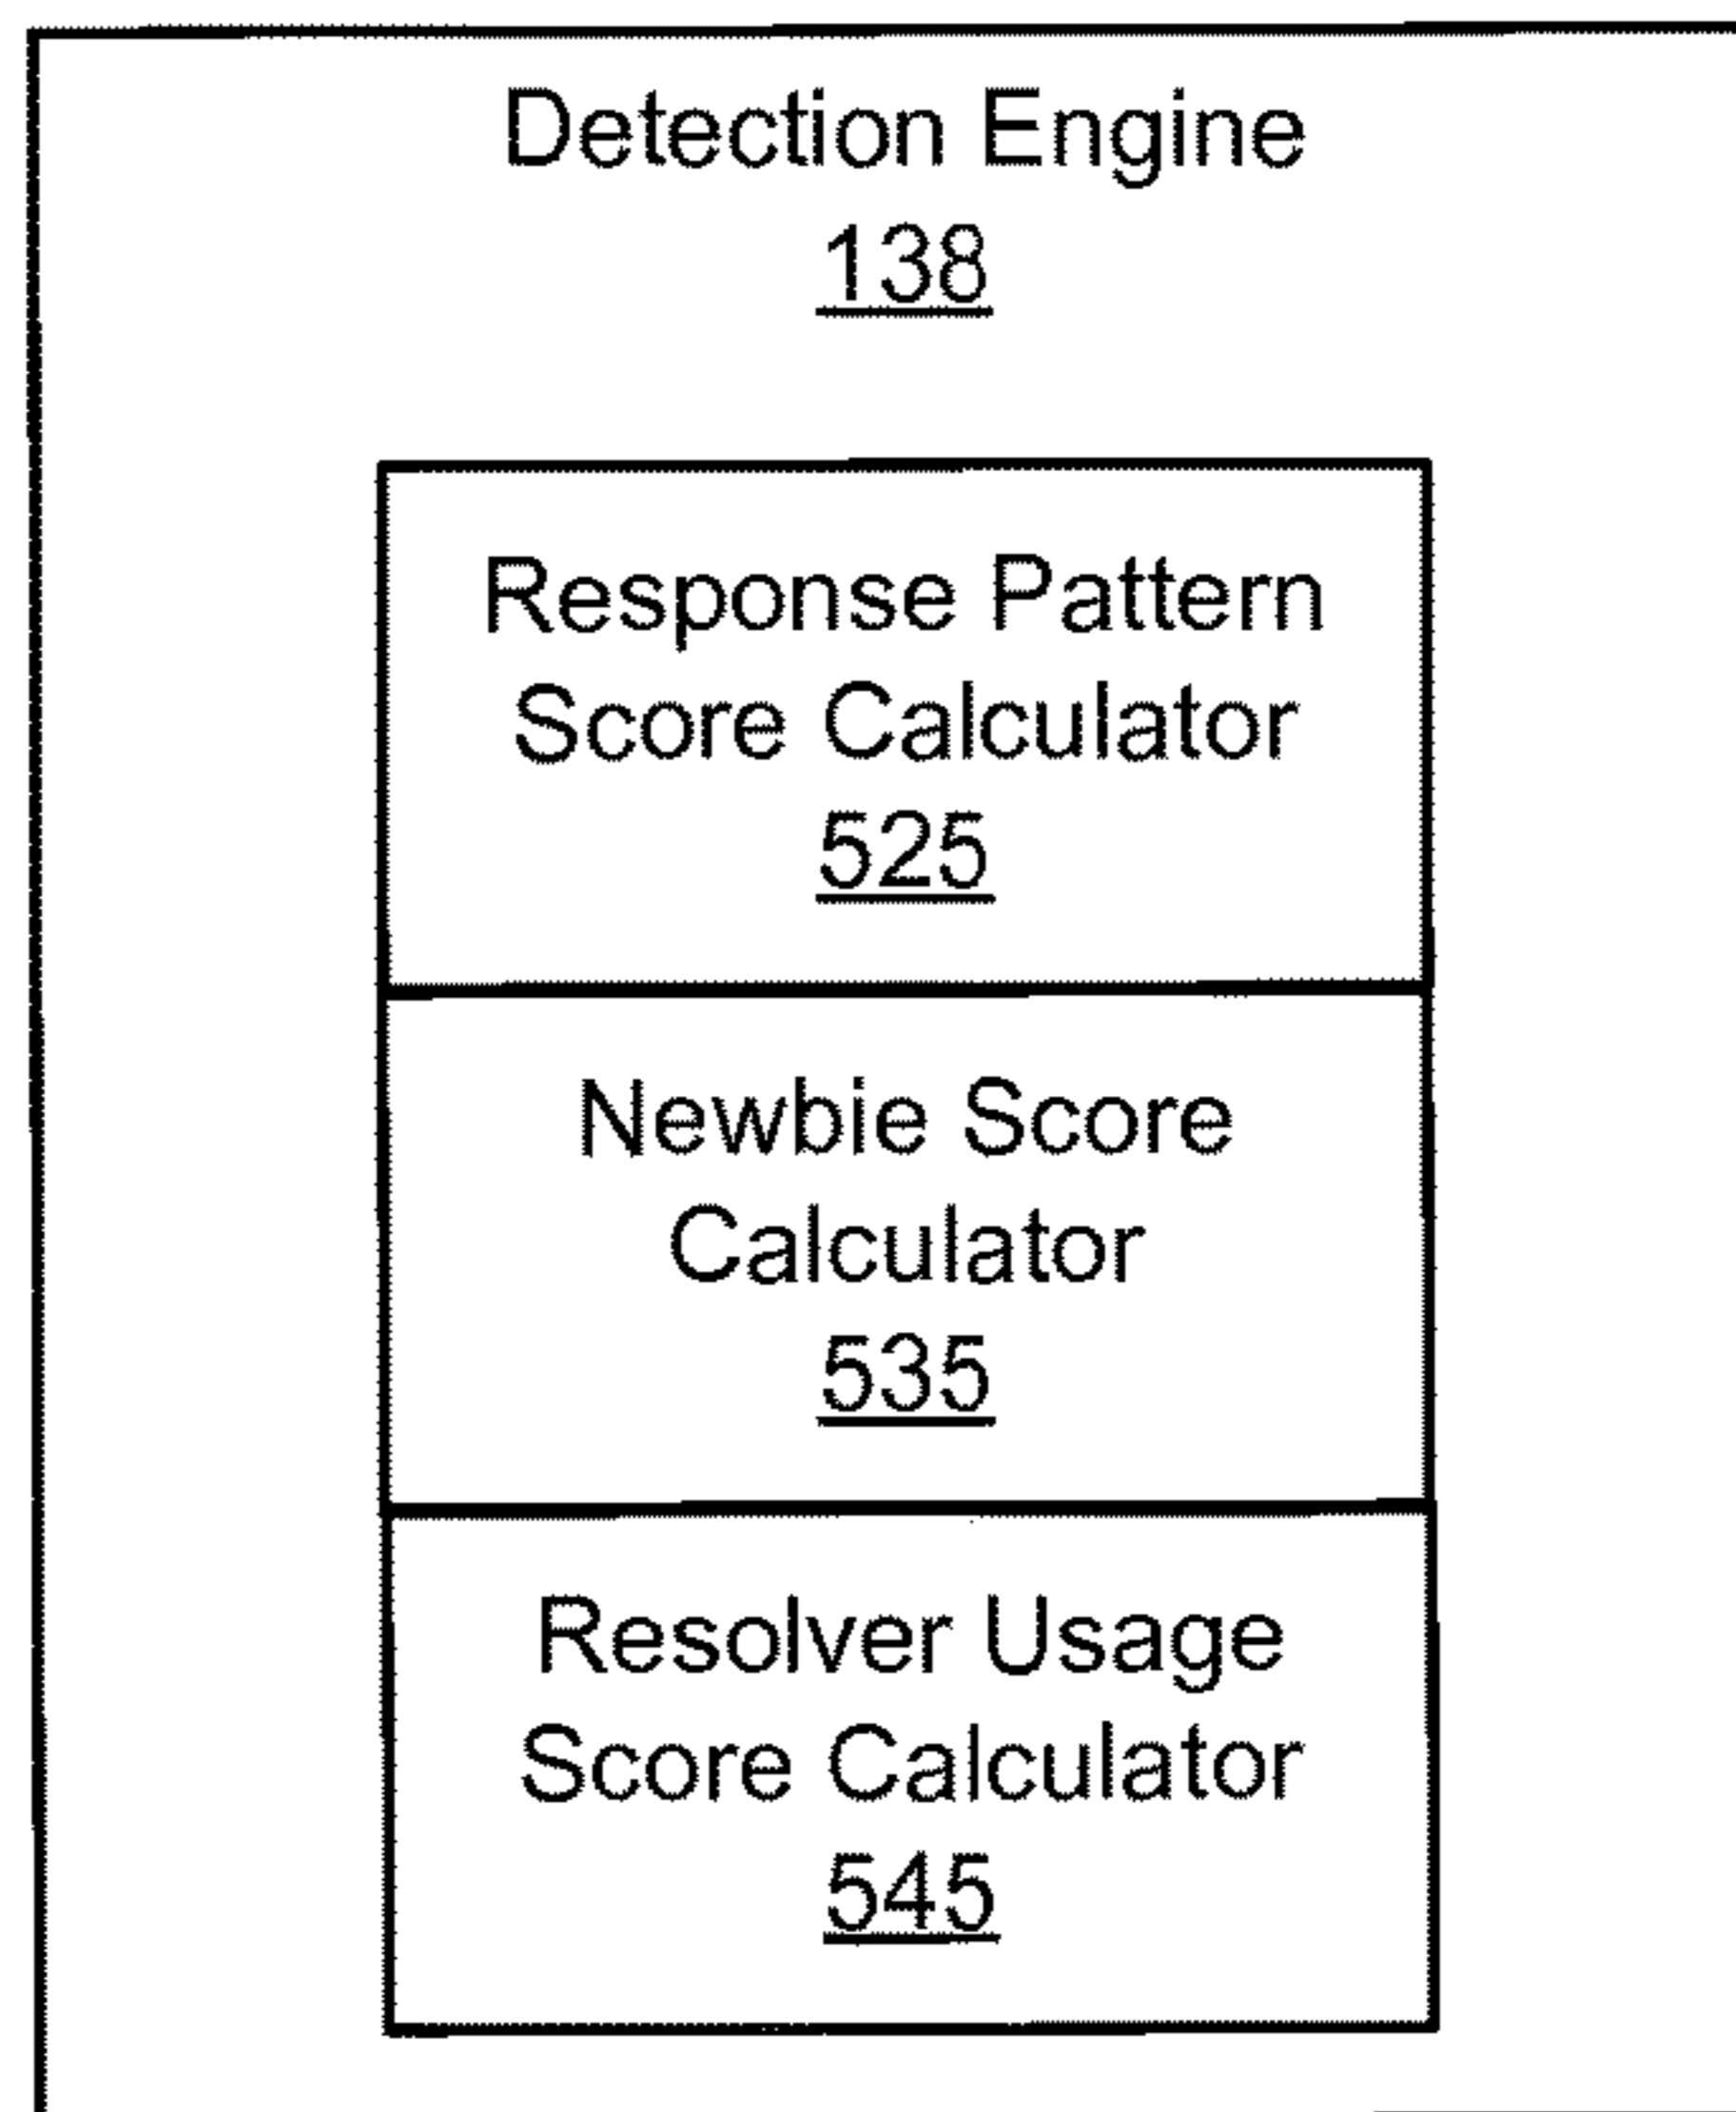 Detection Engine
138
Response Pattern
Score Calculator
525
Newbie Score
Calculator
535
Resolver Usage
Score Calculator
545